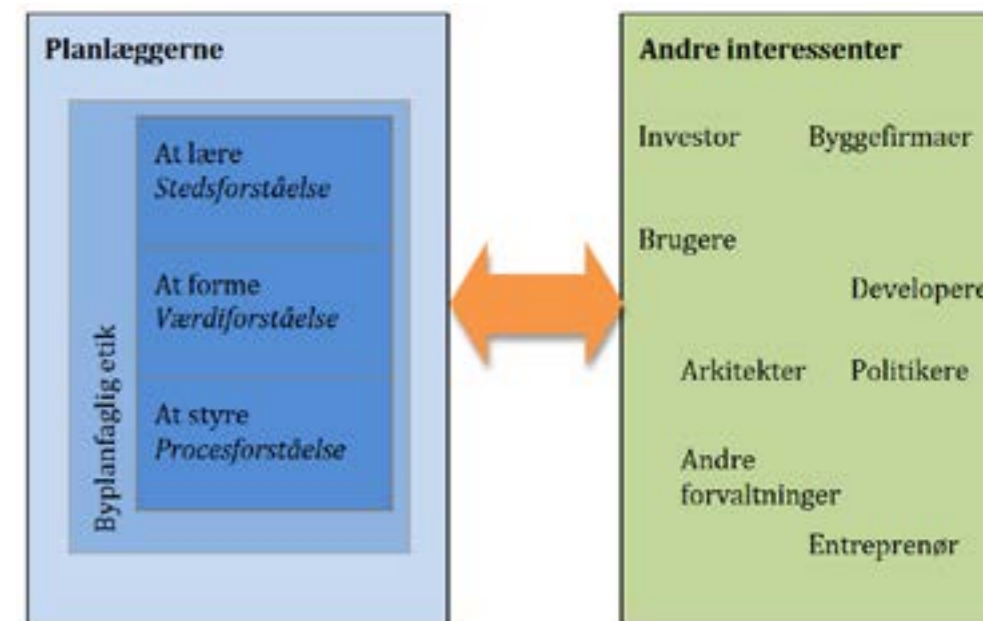 Planlæggerne
At lære
Stedsforståelse
At forme
Værdiforståelse
At styre
Procesforståelse
Byplanfaglig etik
Andre interessenter
Investor Byggefirmaer
Brugere
Developere
Arkitekter Politikere
Andre
forvaltninger
Entreprenør